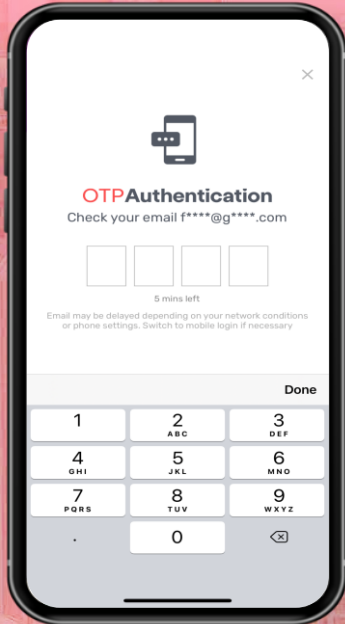 OTPAuthentication
Check your email f****@g****.com
5 mins left
Email may be delayed depending on your network conditions
or phone settings. Switch to mobile login if necessary
Done
1
2
ABC
3
DEF
4
GHI
5
JKL
6
MNO
7
PQRS
8
TUV
9
WXYZ
.
0